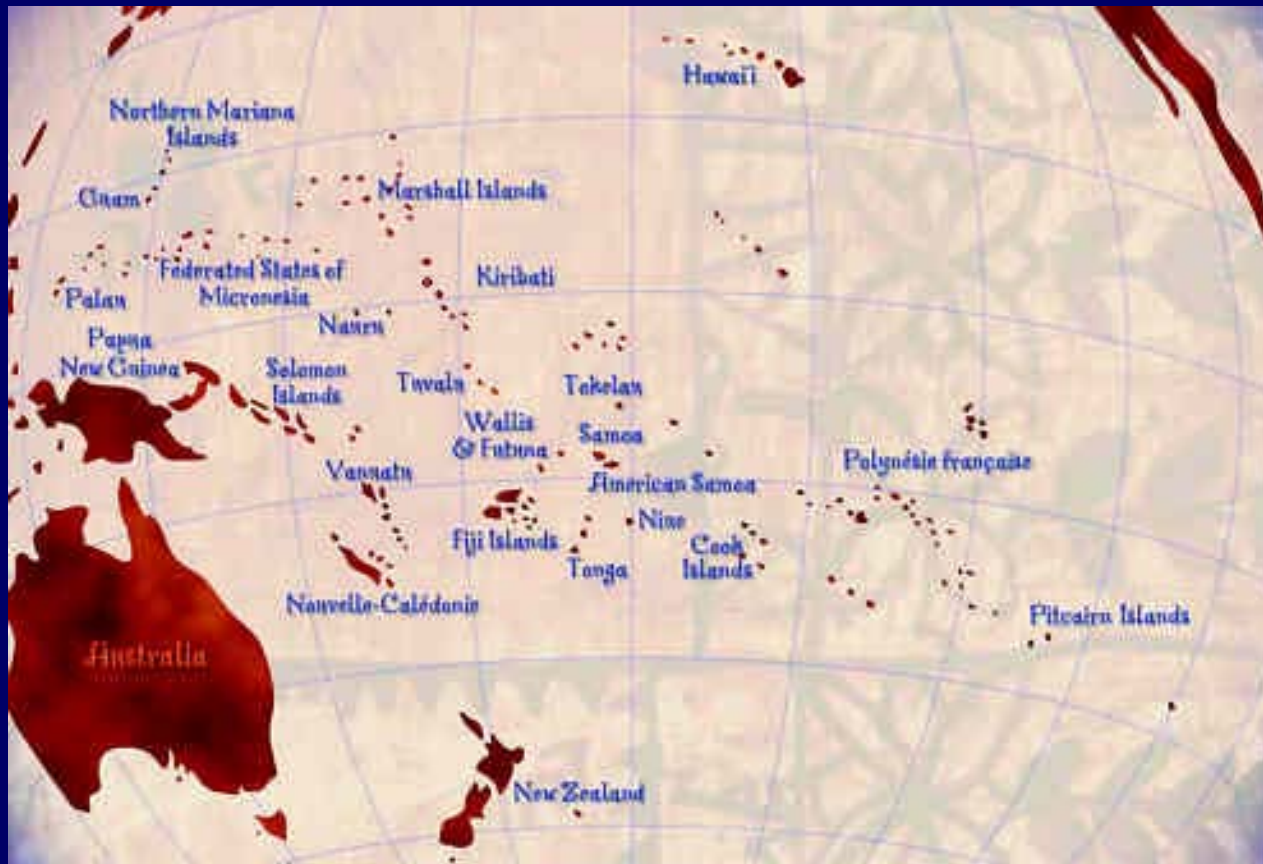 Hawai'i
Northern Mariana
Islands
Guam
Marshall Islands
Federated States of
Micronesia
Kiribati
Palau
Nauru
Papua
New Guinea
Solomon
Islands
Tuvalu
Tokelau
Wallis
& Futuna
Samoa
Polynésie française
Vanuatu
American Samoa
Niue
Fiji Islands
Cook
Islands
Tonga
Nouvelle-Calédonie
Pitcairn Islands
Australia
New Zealand